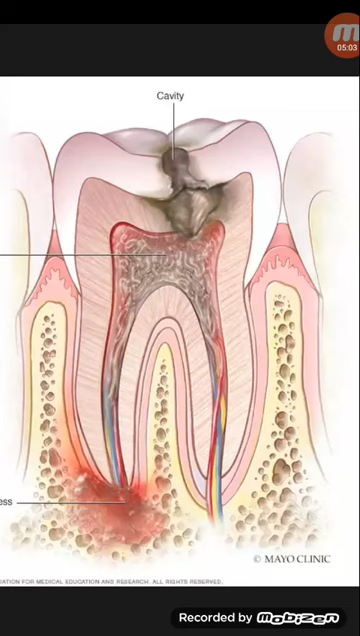 05:03
Cavity
ess
© MAYO CLINIC
DATION FOR MEDICAL EDUCATION AND RESEARCH. ALL RIGHTS RESERVED.
Recorded by Mobizen